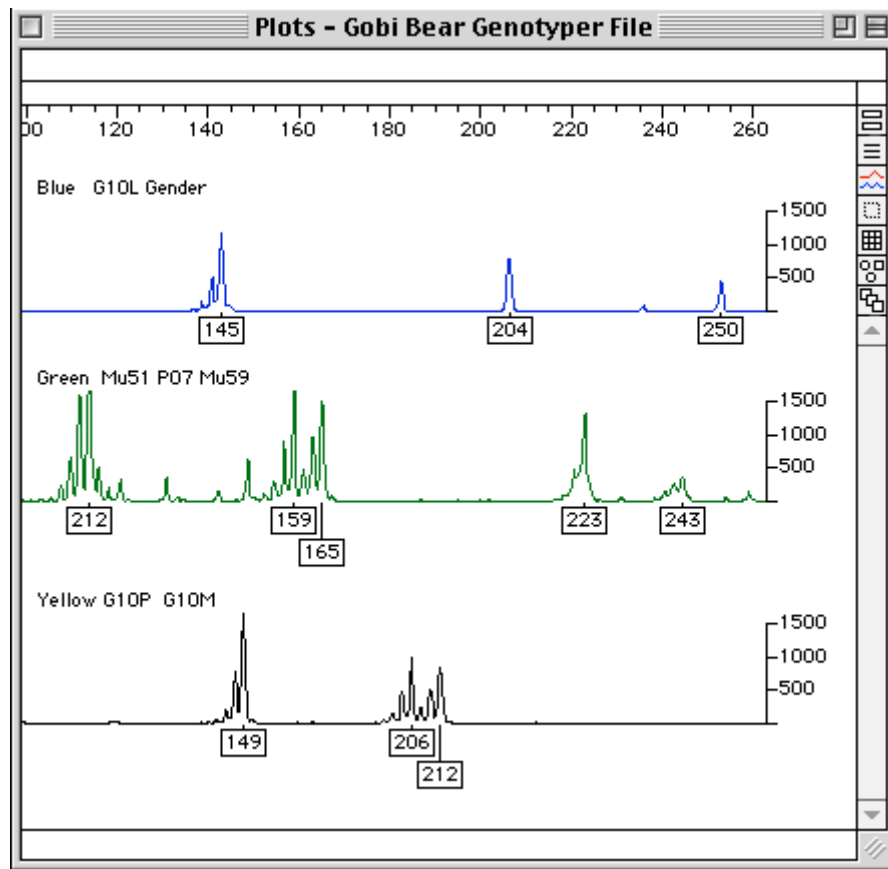 Plots – Gobi Bear Genotyper File
00 120 140 160 180 200 220 240 260
Blue G10L Gender
1500
1000
500
145 204 250
Green Mu51 P07 Mu59
1500
1000
500
212 159 223 243
165
Yellow G10P G10M
1500
1000
500
149 206
212